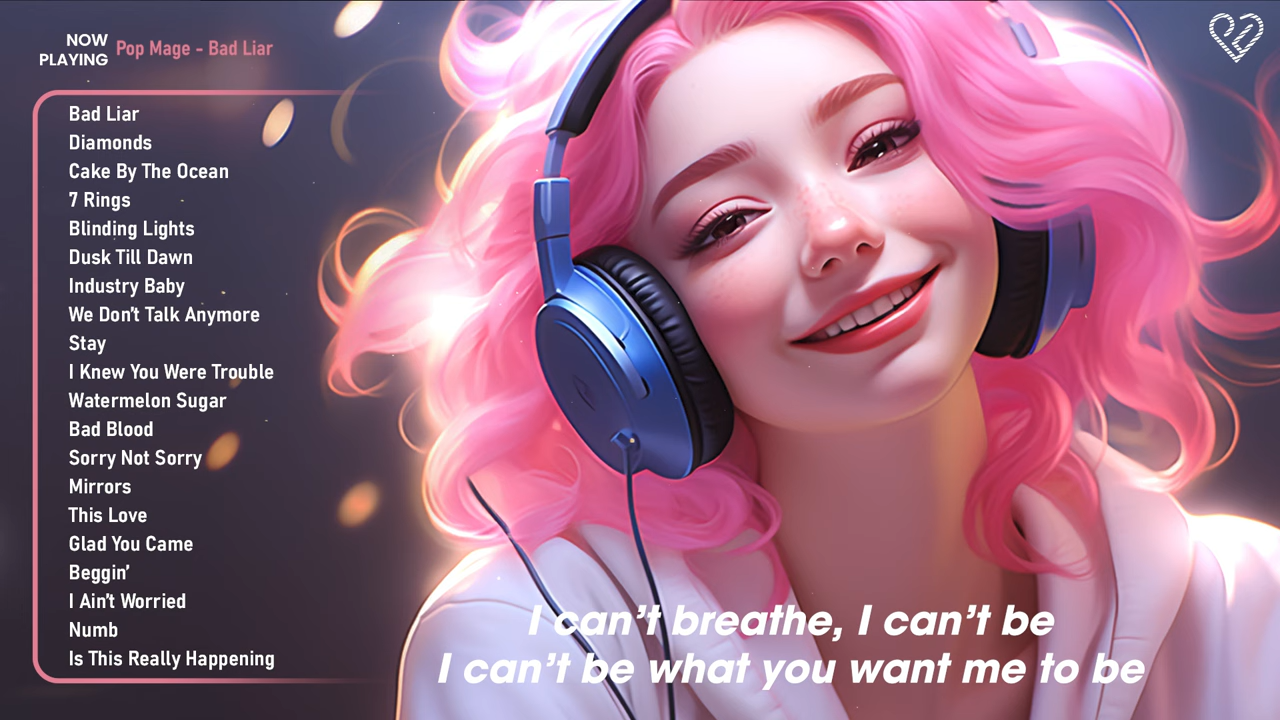 NOW
PLAYING
Pop Mage - Bad Liar
Bad Liar
Diamonds
Cake By The Ocean
7 Rings
Blinding Lights
Dusk Till Dawn
Industry Baby
We Don't Talk Anymore
Stay
I Knew You Were Trouble
Watermelon Sugar
Bad Blood
Sorry Not Sorry
Mirrors
This Love
Glad You Came
Beggin'
I Ain't Worried
Numb
Is This Really Happening
I can't breathe, I can't be
I can't be what you want me to be